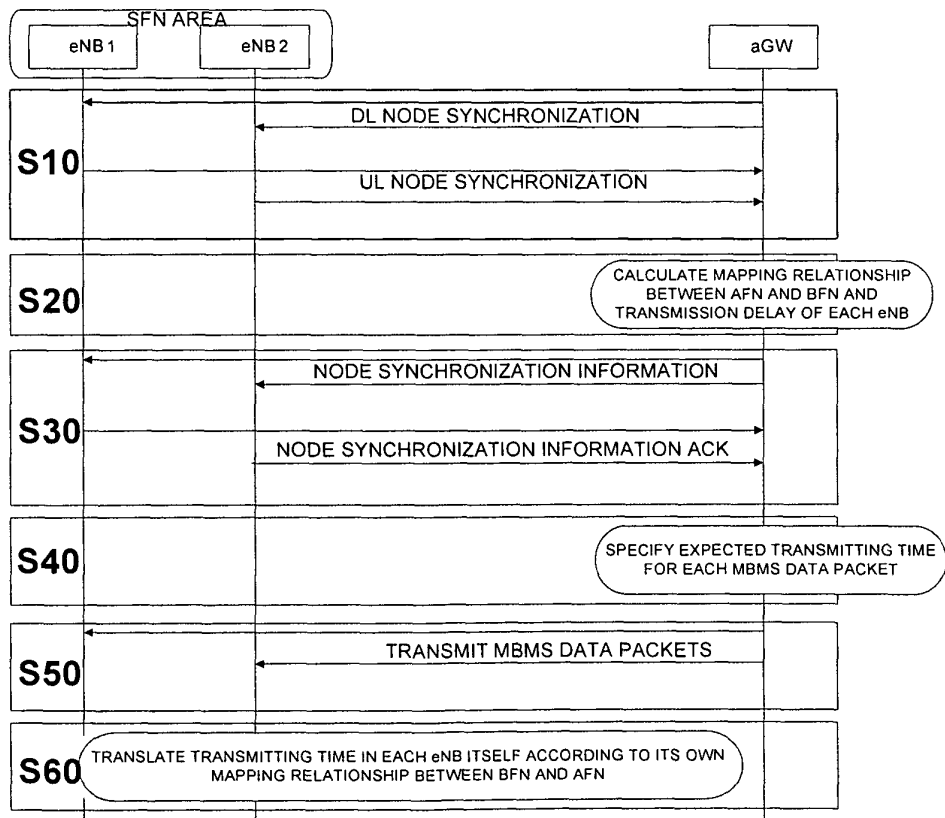 SFN AREA
eNB 1
eNB 2
aGW
S10
DL NODE SYNCHRONIZATION
UL NODE SYNCHRONIZATION
S20
CALCULATE MAPPING RELATIONSHIP
BETWEEN AFN AND BFN AND
TRANSMISSION DELAY OF EACH eNB
S30
NODE SYNCHRONIZATION INFORMATION
NODE SYNCHRONIZATION INFORMATION ACK
S40
SPECIFY EXPECTED TRANSMITTING TIME
FOR EACH MBMS DATA PACKET
S50
TRANSMIT MBMS DATA PACKETS
S60
TRANSLATE TRANSMITTING TIME IN EACH eNB ITSELF ACCORDING TO ITS OWN
MAPPING RELATIONSHIP BETWEEN BFN AND AFN